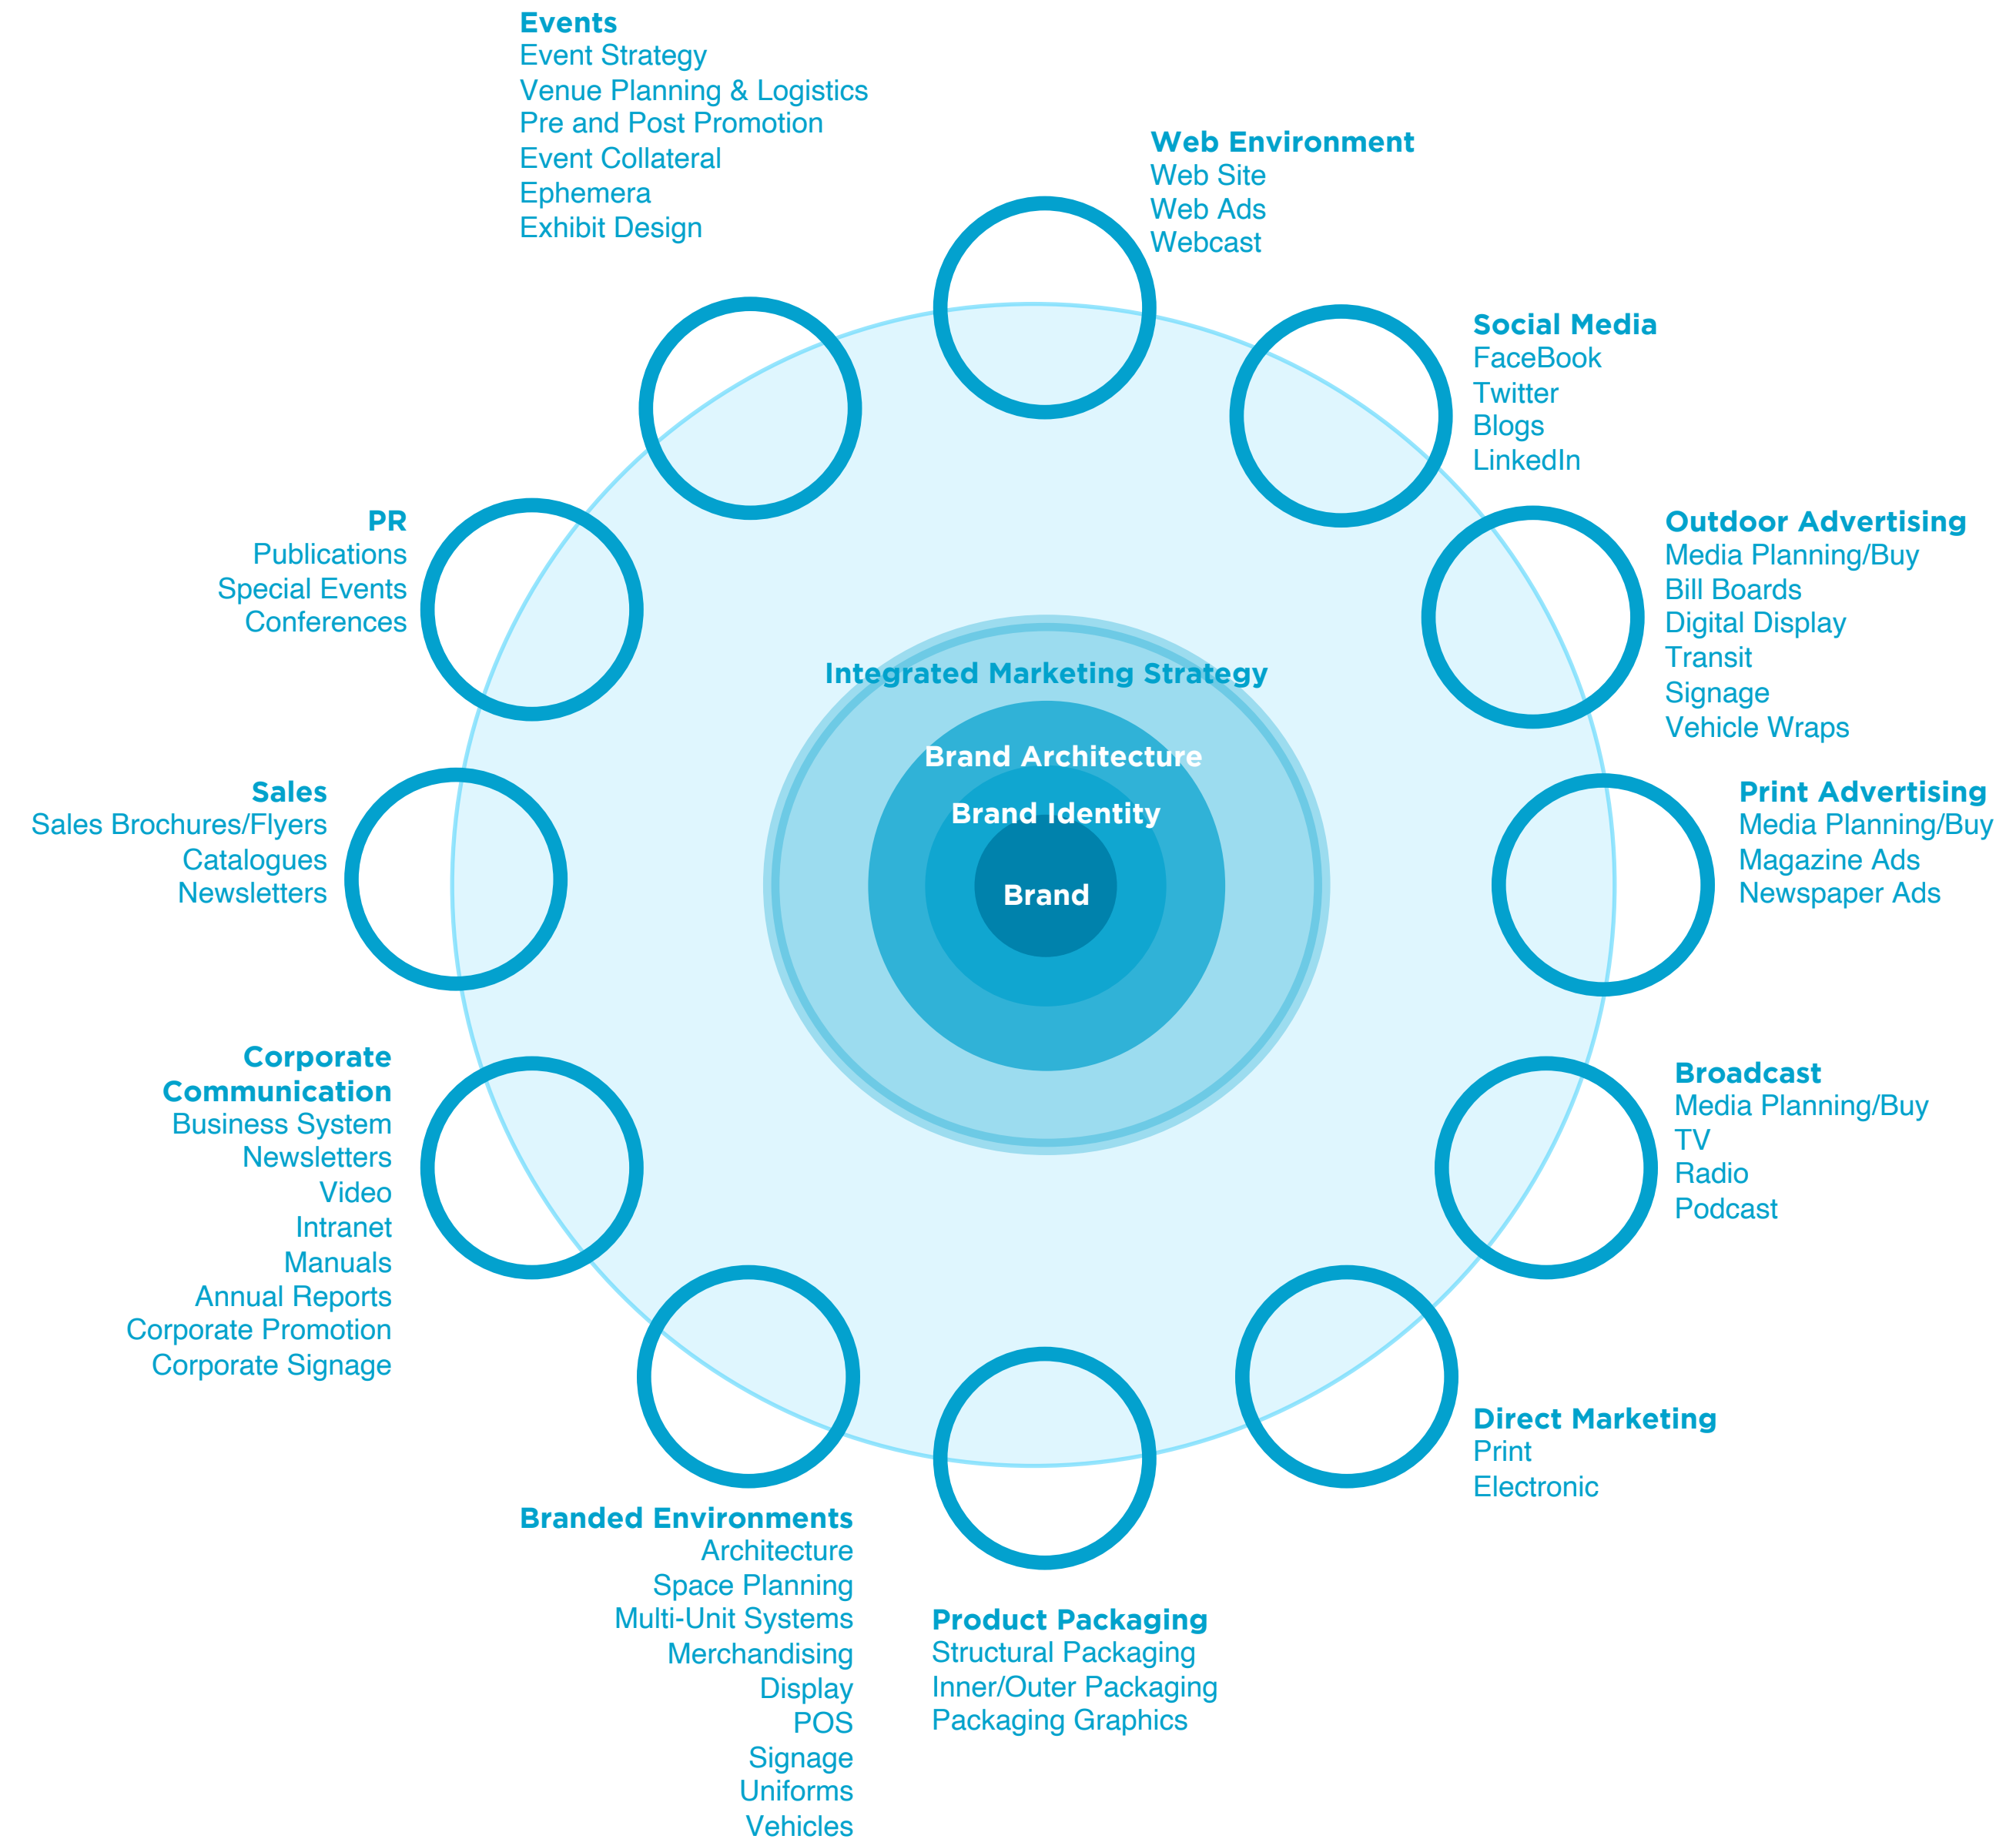 Events
Event Strategy
Venue Planning & Logistics
Pre and Post Promotion
Event Collateral
Ephemera
Exhibit Design
Web Environment
Web Site
Web Ads
Webcast
Social Media
FaceBook
Twitter
Blogs
LinkedIn
Outdoor Advertising
Media Planning/Buy
Bill Boards
Digital Display
Transit
Signage
Vehicle Wraps
Print Advertising
Media Planning/Buy
Magazine Ads
Newspaper Ads
Broadcast
Media Planning/Buy
TV
Radio
Podcast
Direct Marketing
Print
Electronic
Product Packaging
Structural Packaging
Inner/Outer Packaging
Packaging Graphics
Branded Environments
Architecture
Space Planning
Multi-Unit Systems
Merchandising
Display
POS
Signage
Uniforms
Vehicles
Corporate
Communication
Business System
Newsletters
Video
Intranet
Manuals
Annual Reports
Corporate Promotion
Corporate Signage
Sales
Sales Brochures/Flyers
Catalogues
Newsletters
PR
Publications
Special Events
Conferences
Integrated Marketing Strategy
Brand Architecture
Brand Identity
Brand